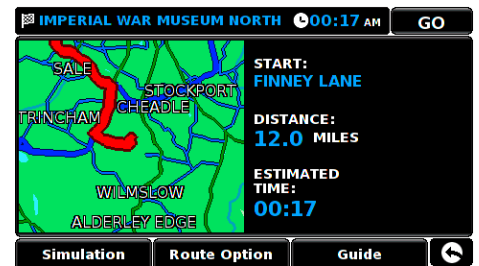 IMPERIAL WAR MUSEUM NORTH 00:17 AM GO
SALE
STOCKPORT
CHEADLE
TRINCHAM
WILMSLOW
ALDERLEY EDGE
START:
FINNEY LANE
DISTANCE:
12.0 MILES
ESTIMATED
TIME:
00:17
Simulation Route Option Guide